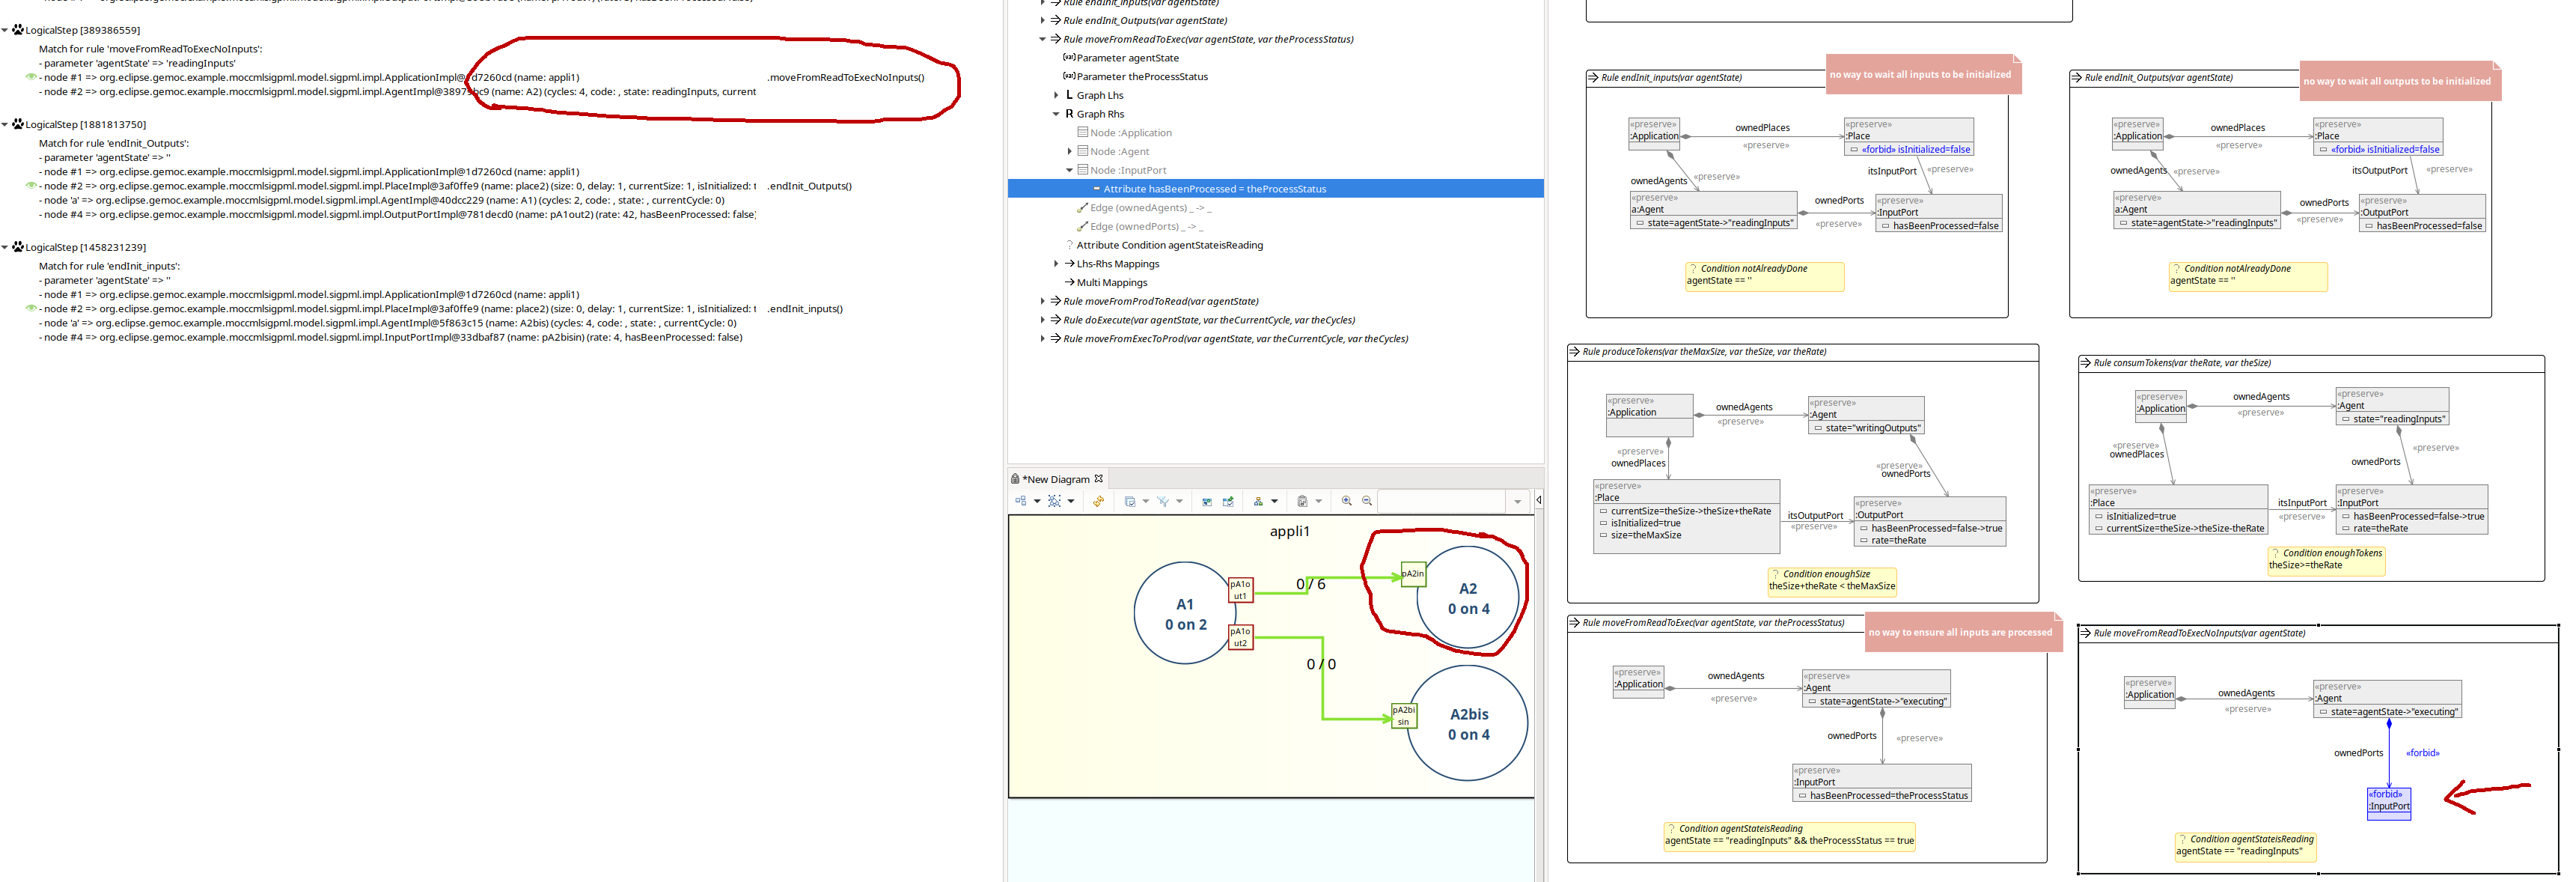 LogicalStep [389386559]
Match for rule 'moveFromReadToExecNoInputs':
- parameter 'agentState' => 'readingInputs'
- node #1 => org.eclipse.gemoc.example.moccmlsigpml.model.sigpml.impl.ApplicationImpl@1d7260cd (name: appli1) .moveFromReadToExecNoInputs()
- node #2 => org.eclipse.gemoc.example.moccmlsigpml.model.sigpml.impl.AgentImpl@38979bc9 (name: A2) (cycles: 4, code: , state: readingInputs, current
LogicalStep [1881813750]
Match for rule 'endInit_Outputs':
- parameter 'agentState' => ''
- node #1 => org.eclipse.gemoc.example.moccmlsigpml.model.sigpml.impl.ApplicationImpl@1d7260cd (name: appli1)
- node #2 => org.eclipse.gemoc.example.moccmlsigpml.model.sigpml.impl.PlaceImpl@3af0ffe9 (name: place2) (size: 0, delay: 1, currentSize: 1, isInitialized: t .endInit_Outputs()
- node 'a' => org.eclipse.gemoc.example.moccmlsigpml.model.sigpml.impl.AgentImpl@40dcc229 (name: A1) (cycles: 2, code: , state: , currentCycle: 0)
- node #4 => org.eclipse.gemoc.example.moccmlsigpml.model.sigpml.impl.OutputPortImpl@781decd0 (name: pA1out2) (rate: 42, hasBeenProcessed: false)
LogicalStep [1458231239]
Match for rule 'endInit_inputs':
- parameter 'agentState' => ''
- node #1 => org.eclipse.gemoc.example.moccmlsigpml.model.sigpml.impl.ApplicationImpl@1d7260cd (name: appli1)
- node #2 => org.eclipse.gemoc.example.moccmlsigpml.model.sigpml.impl.PlaceImpl@3af0ffe9 (name: place2) (size: 0, delay: 1, currentSize: 1, isInitialized: t .endInit_inputs()
- node 'a' => org.eclipse.gemoc.example.moccmlsigpml.model.sigpml.impl.AgentImpl@5f863c15 (name: A2bis) (cycles: 4, code: , state: , currentCycle: 0)
- node #4 => org.eclipse.gemoc.example.moccmlsigpml.model.sigpml.impl.InputPortImpl@33dbaf87 (name: pA2bisin) (rate: 4, hasBeenProcessed: false)
Rule endInit_inputs(var agentState)
Rule endInit_Outputs(var agentState)
Rule moveFromReadToExec(var agentState, var theProcessStatus)
Parameter agentState
Parameter theProcessStatus
Graph Lhs
Graph Rhs
Node :Application
Node :Agent
Node :InputPort
Attribute hasBeenProcessed = theProcessStatus
Edge (ownedAgents) _ -> _
Edge (ownedPorts) _ -> _
Attribute Condition agentStateisReading
Lhs-Rhs Mappings
Multi Mappings
Rule moveFromProdToRead(var agentState)
Rule doExecute(var agentState, var theCurrentCycle, var theCycles)
Rule moveFromExecToProd(var agentState, var theCurrentCycle, var theCycles)
*New Diagram
appli1
A1
0 on 2
pA1o
ut1
pA1o
ut2
0 / 6
0 / 0
pA2in
A2
0 on 4
pA2bi
sin
A2bis
0 on 4
Rule endInit_inputs(var agentState)
no way to wait all inputs to be initialized
«preserve»
:Application
ownedPlaces
«preserve»
«preserve»
:Place
«forbid» isInitialized=false
ownedAgents
«preserve»
itsInputPort
«preserve»
«preserve»
a:Agent
state=agentState->"readingInputs"
ownedPorts
«preserve»
«preserve»
:InputPort
hasBeenProcessed=false
Condition notAlreadyDone
agentState == ''
Rule endInit_Outputs(var agentState)
no way to wait all outputs to be initialized
«preserve»
:Application
ownedPlaces
«preserve»
«preserve»
:Place
«forbid» isInitialized=false
ownedAgents
«preserve»
itsOutputPort
«preserve»
«preserve»
a:Agent
state=agentState->"readingInputs"
ownedPorts
«preserve»
«preserve»
:OutputPort
hasBeenProcessed=false
Condition notAlreadyDone
agentState == ''
Rule produceTokens(var theMaxSize, var theSize, var theRate)
«preserve»
:Application
ownedAgents
«preserve»
«preserve»
:Agent
state="writingOutputs"
«preserve»
ownedPlaces
«preserve»
ownedPorts
«preserve»
:Place
currentSize=theSize->theSize+theRate
isInitialized=true
size=theMaxSize
itsOutputPort
«preserve»
«preserve»
:OutputPort
hasBeenProcessed=false->true
rate=theRate
Condition enoughSize
theSize+theRate < theMaxSize
Rule consumTokens(var theRate, var theSize)
«preserve»
:Application
ownedAgents
«preserve»
«preserve»
:Agent
state="readingInputs"
«preserve»
ownedPlaces
«preserve»
ownedPorts
«preserve»
:Place
isInitialized=true
currentSize=theSize->theSize-theRate
itsInputPort
«preserve»
«preserve»
:InputPort
hasBeenProcessed=false->true
rate=theRate
Condition enoughTokens
theSize>=theRate
Rule moveFromReadToExec(var agentState, var theProcessStatus)
no way to ensure all inputs are processed
«preserve»
:Application
ownedAgents
«preserve»
«preserve»
:Agent
state=agentState->"executing"
ownedPorts
«preserve»
«preserve»
:InputPort
hasBeenProcessed=theProcessStatus
Condition agentStateisReading
agentState == "readingInputs" && theProcessStatus == true
Rule moveFromReadToExecNoInputs(var agentState)
«preserve»
:Application
ownedAgents
«preserve»
«preserve»
:Agent
state=agentState->"executing"
ownedPorts
«forbid»
«forbid»
:InputPort
Condition agentStateisReading
agentState == "readingInputs"